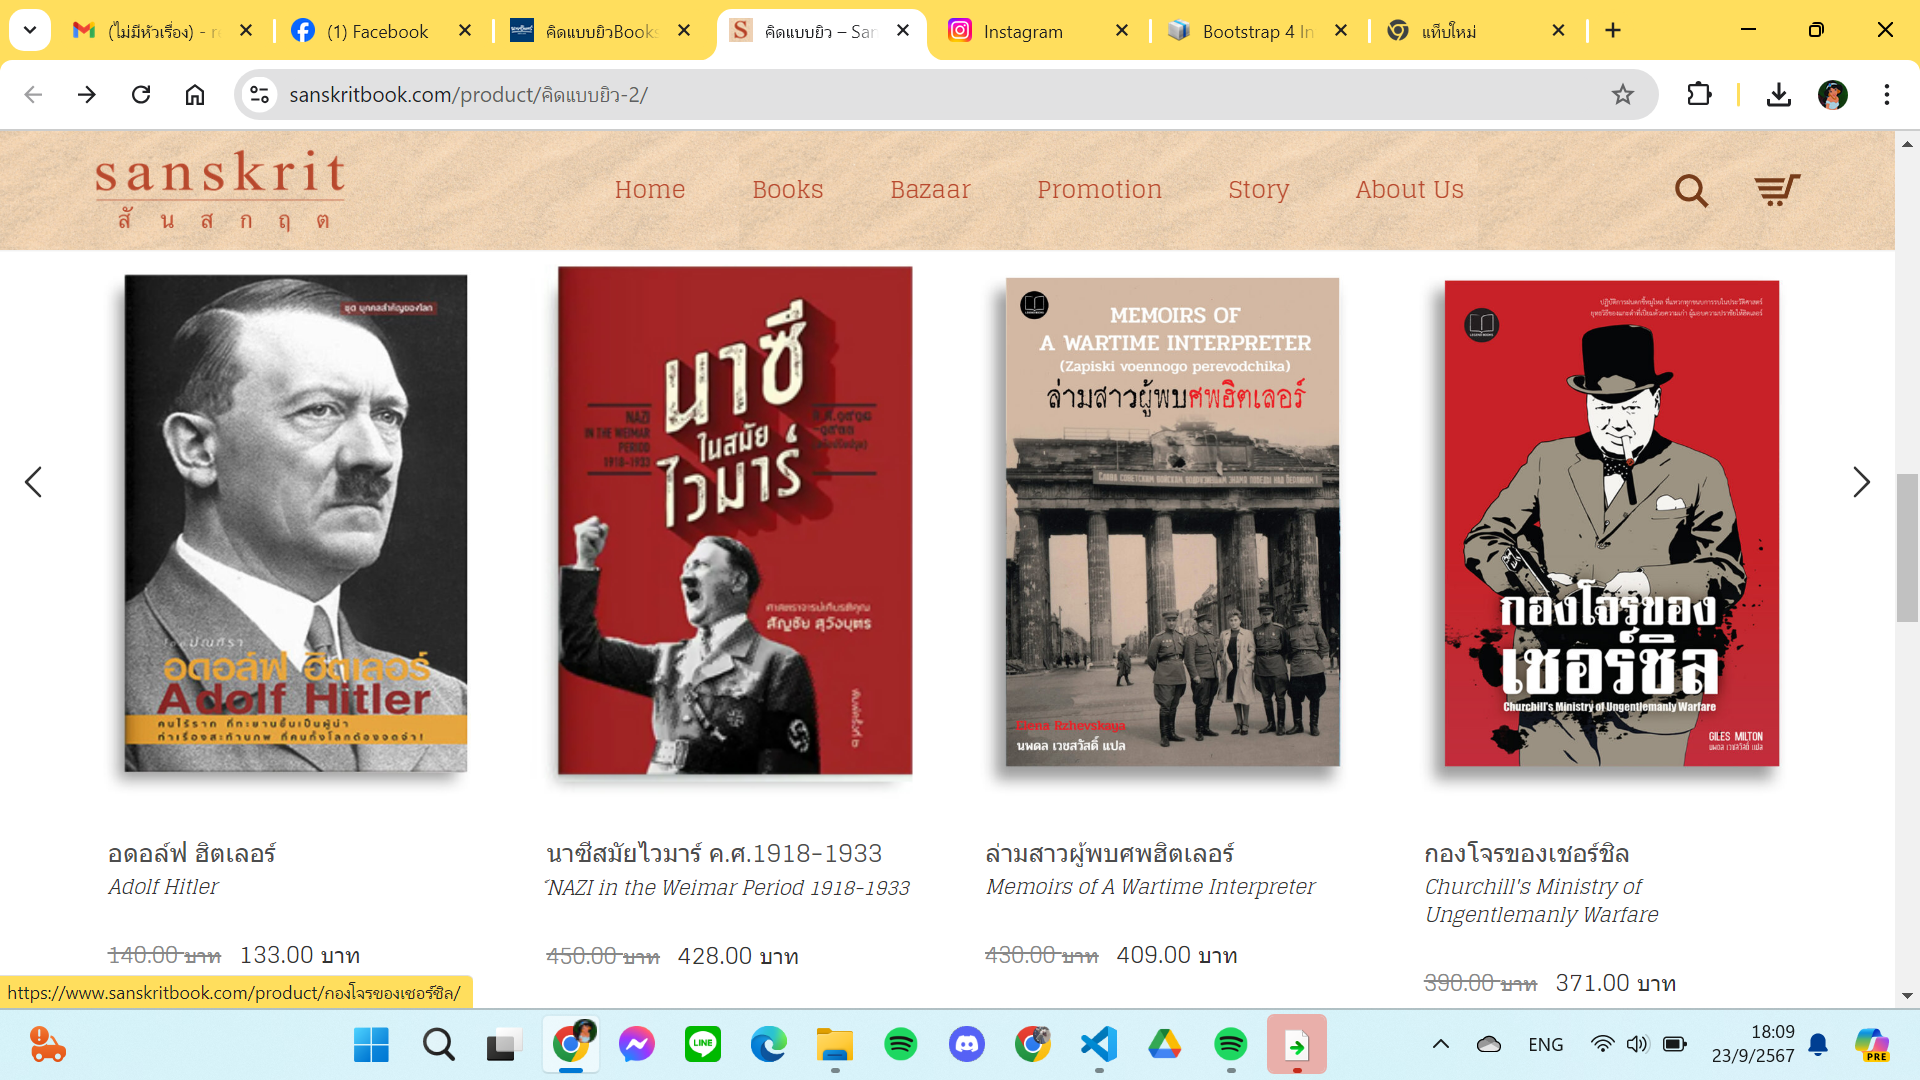 (ไม่มีหัวเรื่อง) - r
(1) Facebook
คิดแบบยิวBooks
คิดแบบยิว – San
Instagram
Bootstrap 4 In
แท็บใหม่
sanskritbook.com/product/คิดแบบยิว-2/
sanskrit
สันสกฤต
Home
Books
Bazaar
Promotion
Story
About Us
ชุด บุคคลสำคัญของโลก
ปัณฑิรา
อดอล์ฟ ฮิตเลอร์
Adolf Hitler
คนไร้ราก ที่ทะยานขึ้นเป็นผู้นำ
ก่อเรื่องสะท้านภพ ที่คนทั้งโลกต้องจดจำ!
นาซี
ในสมัย
ไวมาร์
NAZI
IN THE WEIMAR
PERIOD
1918-1933
ศาสตราจารย์เกียรติคุณ
สัญชัย สุวังบุตร
พิมพ์ครั้งที่ ๒
MEMOIRS OF
A WARTIME INTERPRETER
(Zapiski voennogo perevodchika)
ล่ามสาวผู้พบศพฮิตเลอร์
Elena Rzhevskaya
นพดล เวชสวัสดิ์ แปล
กองโจรของ
เชอร์ชิล
Churchill's Ministry of Ungentlemanly Warfare
GILES MILTON
นพดล เวชสวัสดิ์ แปล
อดอล์ฟ ฮิตเลอร์
Adolf Hitler
140.00 บาท 133.00 บาท
นาซีสมัยไวมาร์ ค.ศ.1918-1933
NAZI in the Weimar Period 1918-1933
450.00 บาท 428.00 บาท
ล่ามสาวผู้พบศพฮิตเลอร์
Memoirs of A Wartime Interpreter
430.00 บาท 409.00 บาท
กองโจรของเชอร์ชิล
Churchill's Ministry of
Ungentlemanly Warfare
390.00 บาท 371.00 บาท
https://www.sanskritbook.com/product/กองโจรของเชอร์ชิล/
LINE
ENG
18:09
23/9/2567
PRE